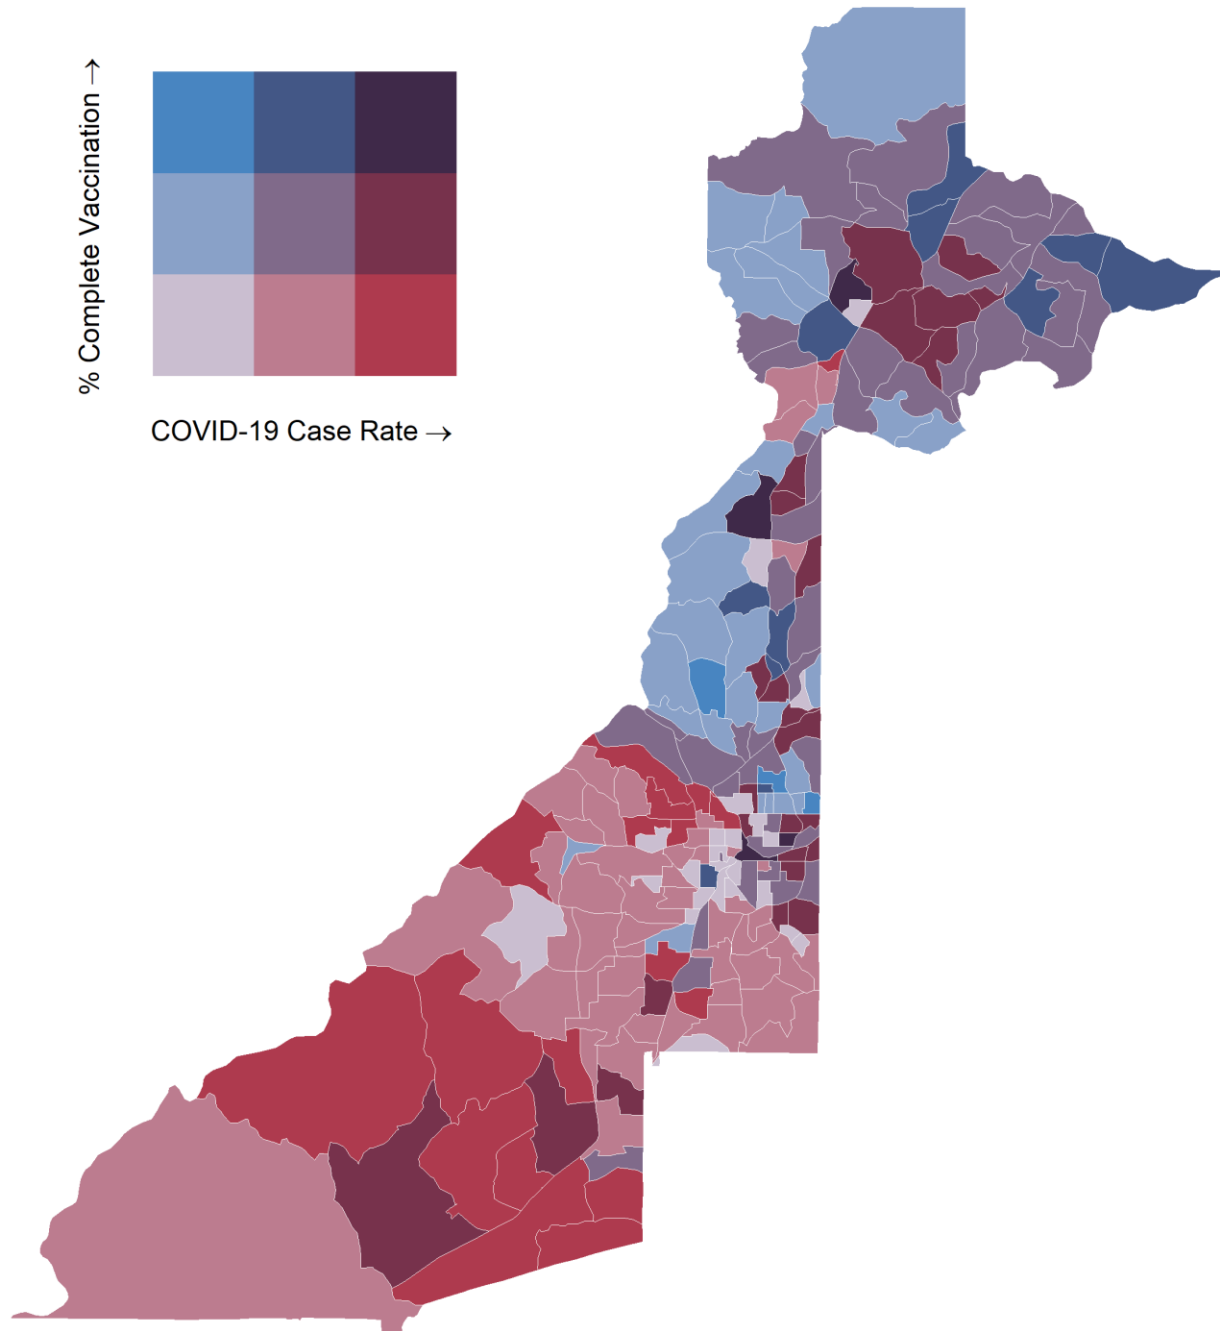 % Complete Vaccination →
COVID-19 Case Rate →